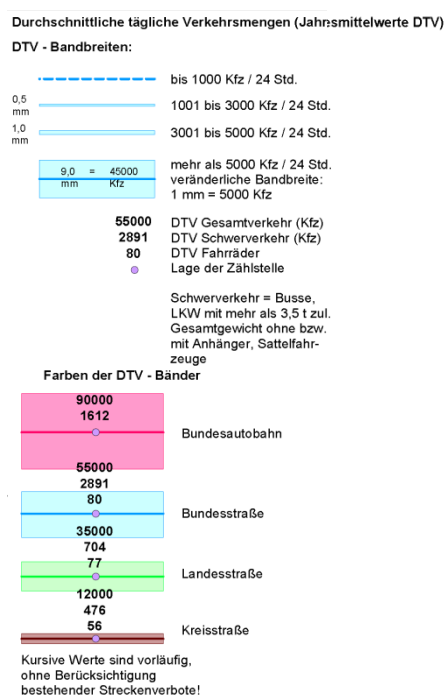 Durchschnittliche tägliche Verkehrsmengen (Jahresmittelwerte DTV)
DTV - Bandbreiten:
bis 1000 Kfz / 24 Std.
0,5 mm
1001 bis 3000 Kfz / 24 Std.
1,0 mm
3001 bis 5000 Kfz / 24 Std.
9,0 = 45000
mm Kfz
mehr als 5000 Kfz / 24 Std.
veränderliche Bandbreite:
1 mm = 5000 Kfz
55000 DTV Gesamtverkehr (Kfz)
2891 DTV Schwerverkehr (Kfz)
80 DTV Fahrräder
Lage der Zählstelle
Schwerverkehr = Busse,
LKW mit mehr als 3,5 t zul.
Gesamtgewicht ohne bzw.
mit Anhänger, Sattelfahr-
zeuge
Farben der DTV - Bänder
90000
1612
Bundesautobahn
55000
2891
80
Bundesstraße
35000
704
77
Landesstraße
12000
476
56
Kreisstraße
Kursive Werte sind vorläufig,
ohne Berücksichtigung
bestehender Streckenverbote!